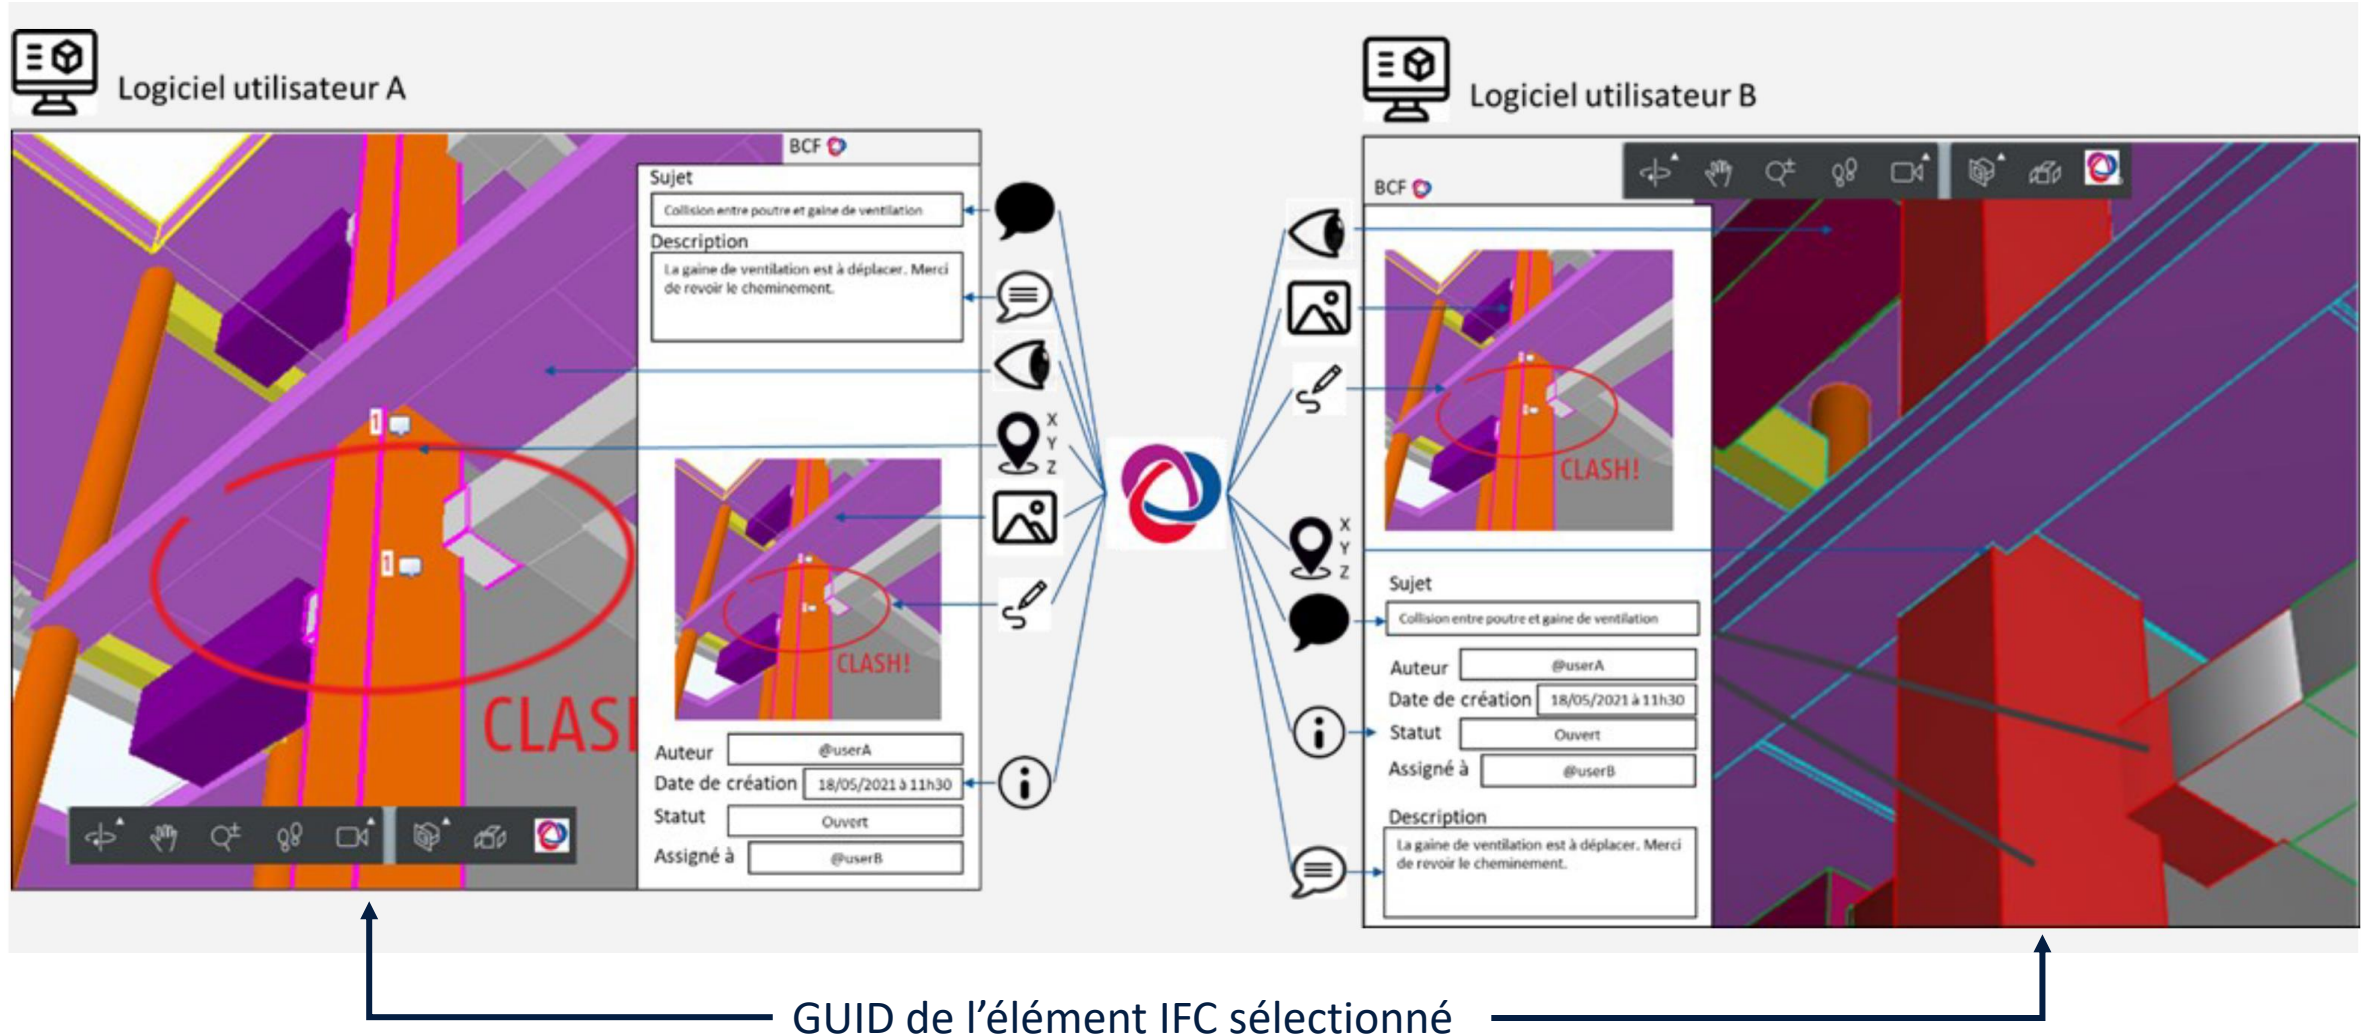 Logiciel utilisateur A
BCF
Sujet
Collision entre poutre et gaine de ventilation
Description
La gaine de ventilation est à déplacer. Merci
de revoir le cheminement.
1
1
CLASH
CLASH!
Auteur
@userA
Date de création
18/05/2021 à 11h30
Statut
Ouvert
Assigné à
@userB
X
Y
Z
Logiciel utilisateur B
BCF
CLASH!
X
Y
Z
Sujet
Collision entre poutre et gaine de ventilation
Auteur
@userA
Date de création
18/05/2021 à 11h30
Statut
Ouvert
Assigné à
@userB
Description
La gaine de ventilation est à déplacer. Merci
de revoir le cheminement.
GUID de l’élément IFC sélectionné